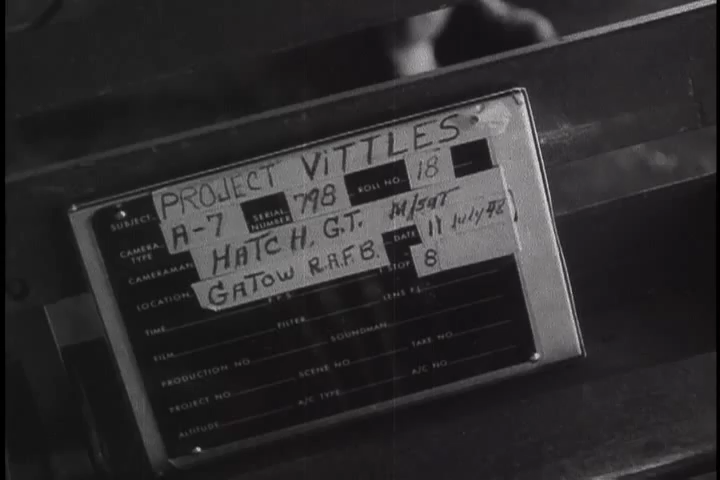 SUBJECT PROJECT VITTLES
CAMERA TYPE A-7 SERIAL NUMBER 798 ROLL NO. 18
CAMERAMAN HATCH. G.T. M/SGT
LOCATION GATOW R.A.F.B. DATE 11 July 48
TIME STOP 8
FILM FILTER LENS
PRODUCTION NO SOUNDMAN
PROJECT NO SCENE NO TAKE NO
ALTITUDE A/C TYPE A/C NO